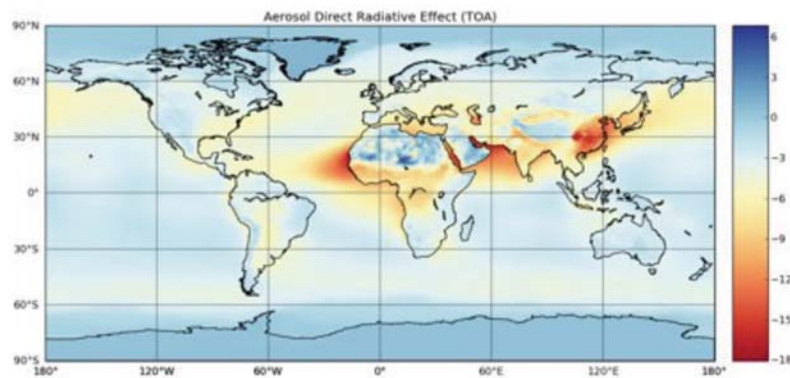 Aerosol Direct Radiative Effect (TOA)
90°N
60°N
30°N
0°
30°S
60°S
90°S
180° 120°W 60°W 0° 60°E 120°E 180°
6
3
0
−3
−6
−9
−12
−15
−18